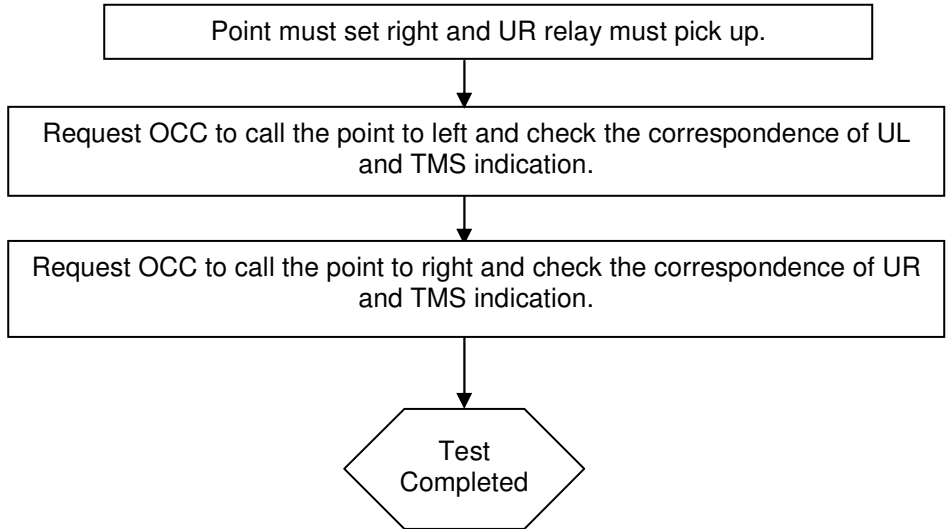 Point must set right and UR relay must pick up.
Request OCC to call the point to left and check the correspondence of UL
and TMS indication.
Request OCC to call the point to right and check the correspondence of UR
and TMS indication.
Test
Completed